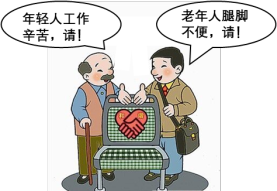 年轻人工作
辛苦，请！
老年人腿脚
不便，请！